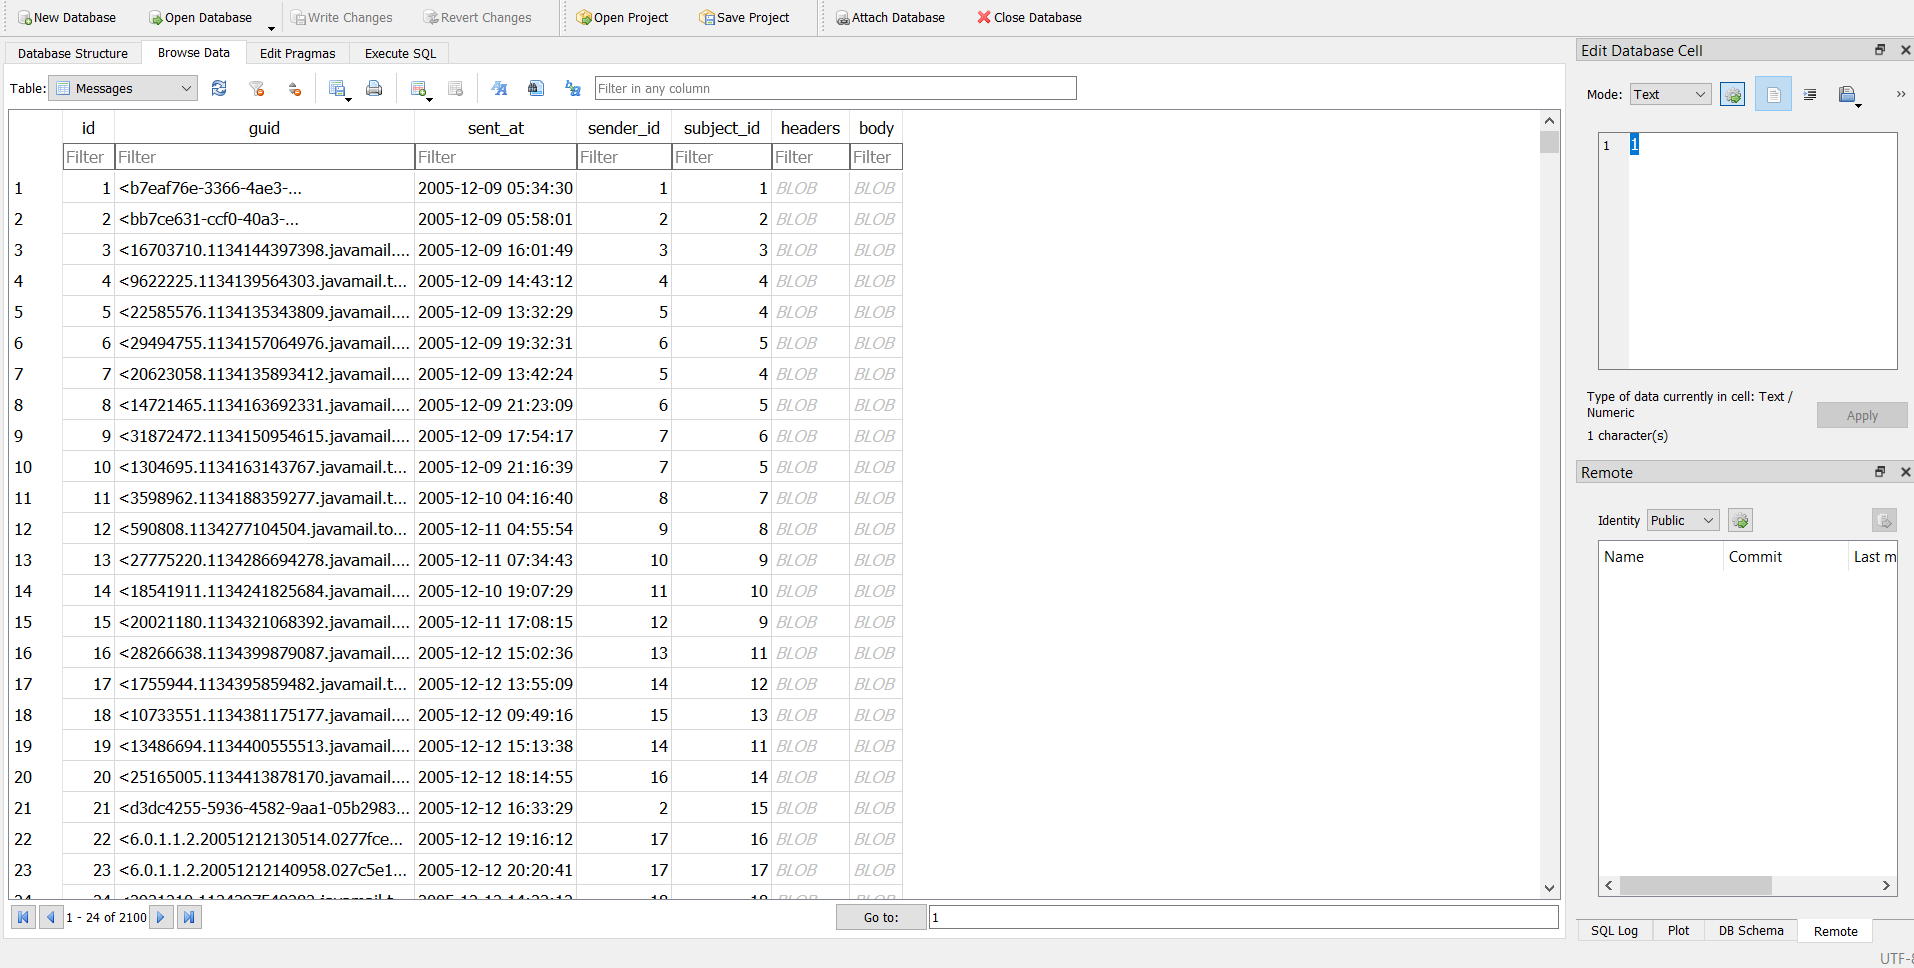 New Database Open Database Write Changes Revert Changes Open Project Save Project Attach Database Close Database
Database Structure Browse Data Edit Pragmas Execute SQL
Table: Messages Filter in any column
id guid sent_at sender_id subject_id headers body
Filter Filter Filter Filter Filter Filter Filter
1 1 <b7eaf76e-3366-4ae3-... 2005-12-09 05:34:30 1 1 BLOB BLOB
2 2 <bb7ce631-ccf0-40a3-... 2005-12-09 05:58:01 2 2 BLOB BLOB
3 3 <16703710.1134144397398.javamail.... 2005-12-09 16:01:49 3 3 BLOB BLOB
4 4 <9622225.1134139564303.javamail.t... 2005-12-09 14:43:12 4 4 BLOB BLOB
5 5 <22585576.1134135343809.javamail.... 2005-12-09 13:32:29 5 4 BLOB BLOB
6 6 <29494755.1134157064976.javamail.... 2005-12-09 19:32:31 6 5 BLOB BLOB
7 7 <20623058.1134135893412.javamail.... 2005-12-09 13:42:24 5 4 BLOB BLOB
8 8 <14721465.1134163692331.javamail.... 2005-12-09 21:23:09 6 5 BLOB BLOB
9 9 <31872472.1134150954615.javamail.... 2005-12-09 17:54:17 7 6 BLOB BLOB
10 10 <1304695.1134163143767.javamail.t... 2005-12-09 21:16:39 7 5 BLOB BLOB
11 11 <3598962.1134188359277.javamail.t... 2005-12-10 04:16:40 8 7 BLOB BLOB
12 12 <590808.1134277104504.javamail.to... 2005-12-11 04:55:54 9 8 BLOB BLOB
13 13 <27775220.1134286694278.javamail.... 2005-12-11 07:34:43 10 9 BLOB BLOB
14 14 <18541911.1134241825684.javamail.... 2005-12-10 19:07:29 11 10 BLOB BLOB
15 15 <20021180.1134321068392.javamail.... 2005-12-11 17:08:15 12 9 BLOB BLOB
16 16 <28266638.1134399879087.javamail.... 2005-12-12 15:02:36 13 11 BLOB BLOB
17 17 <1755944.1134395859482.javamail.t... 2005-12-12 13:55:09 14 12 BLOB BLOB
18 18 <10733551.1134381175177.javamail.... 2005-12-12 09:49:16 15 13 BLOB BLOB
19 19 <13486694.1134400555513.javamail.... 2005-12-12 15:13:38 14 11 BLOB BLOB
20 20 <25165005.1134413878170.javamail.... 2005-12-12 18:14:55 16 14 BLOB BLOB
21 21 <d3dc4255-5936-4582-9aa1-05b2983... 2005-12-12 16:33:29 2 15 BLOB BLOB
22 22 <6.0.1.1.2.20051212130514.0277fce... 2005-12-12 19:16:12 17 16 BLOB BLOB
23 23 <6.0.1.1.2.20051212140958.027c5e1... 2005-12-12 20:20:41 17 17 BLOB BLOB
1 - 24 of 2100 Go to: 1
Edit Database Cell
Mode: Text
1 1
Type of data currently in cell: Text /
Numeric
1 character(s)
Apply
Remote
Identity Public
Name Commit Last m
SQL Log Plot DB Schema Remote
UTF-8